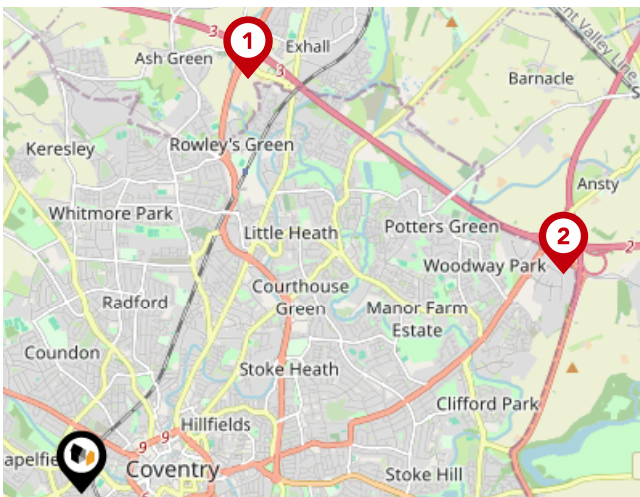 3
1
Exhall
Ash Green
3
Barnacle
Keresley
Rowley's Green
Ansty
Whitmore Park
Little Heath
Potters Green
2
2
Woodway Park
Courthouse
Green
Radford
Manor Farm
Estate
Coundon
Stoke Heath
Clifford Park
Hillfields
9
9
Coventry
Stoke Hill